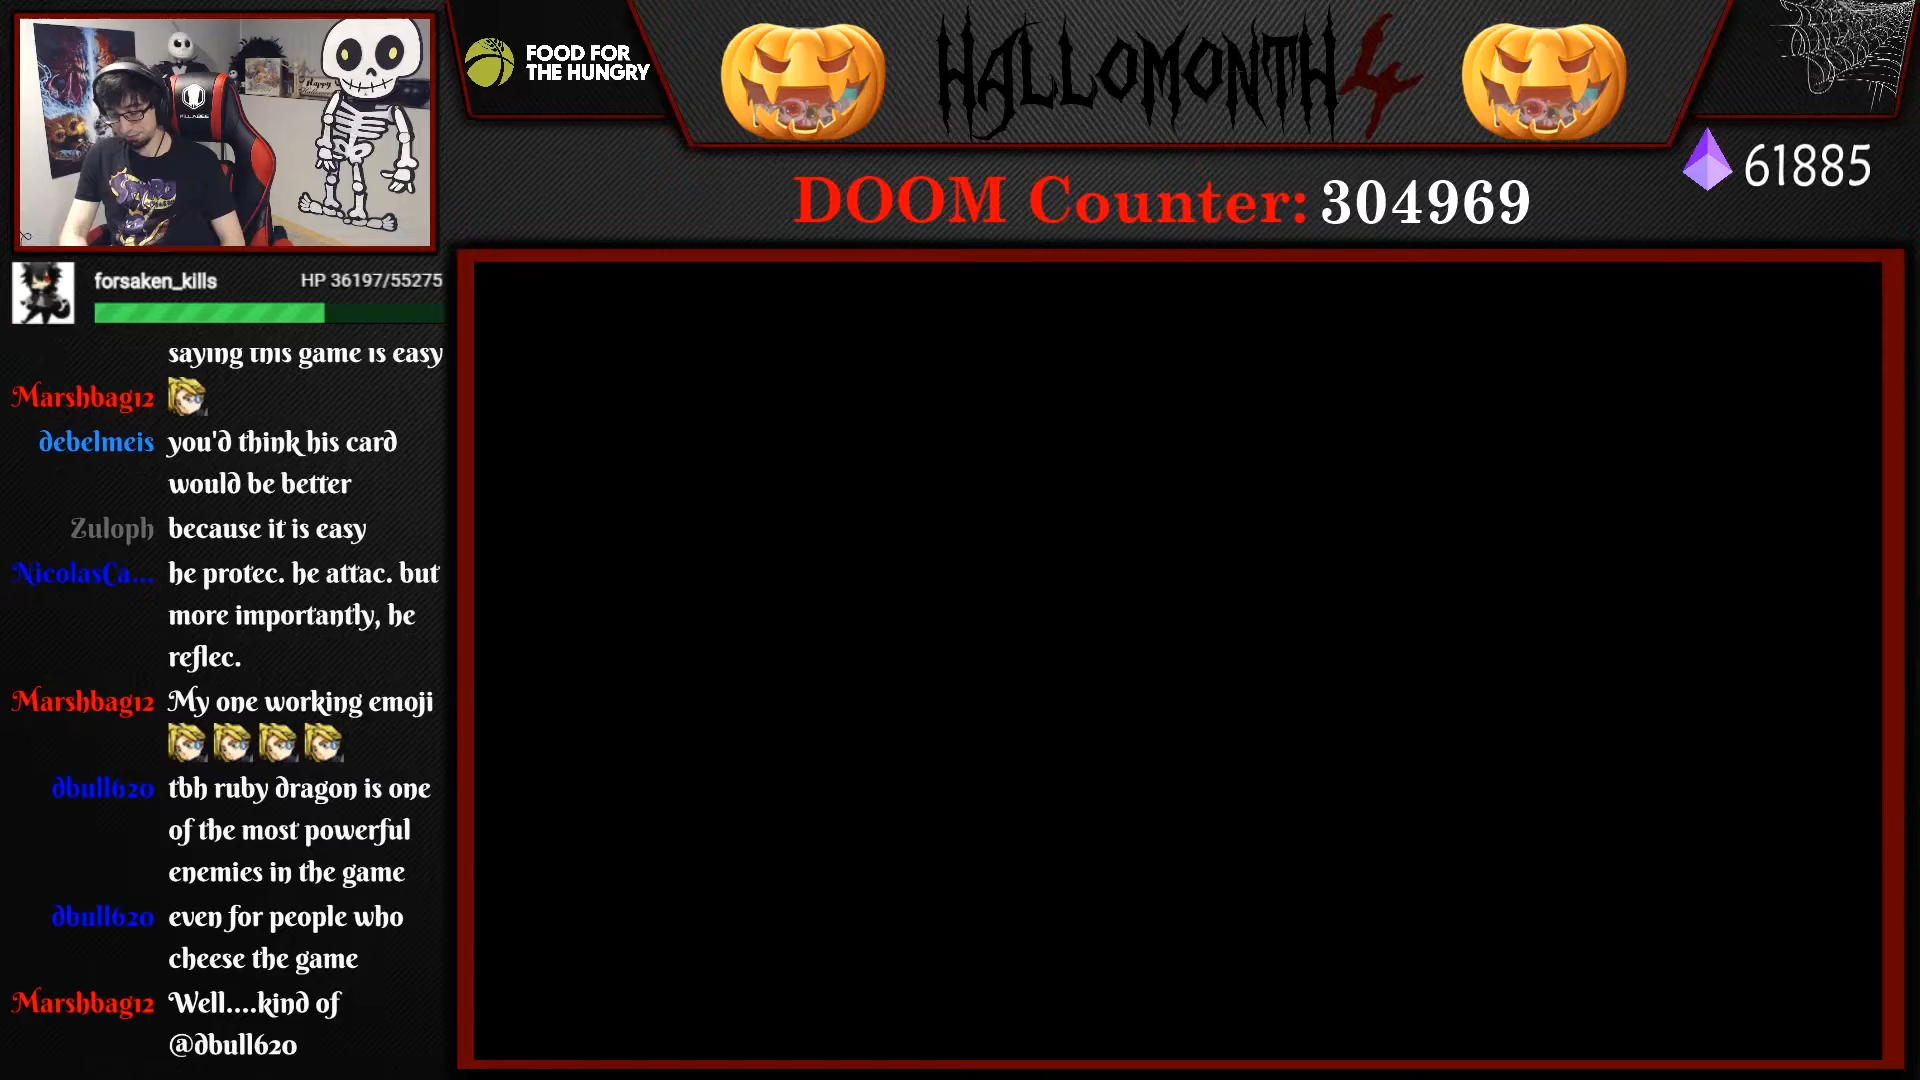 FOOD FOR
THE HUNGRY
HALLOMONTH 4
61885
DOOM Counter: 304969
forsaken_kills HP 36197/55275
saying this game is easy
Marshbag12
debelmeis you'd think his card
would be better
Zuloph because it is easy
NicolasCa... he protec. he attac. but
more importantly, he
reflec.
Marshbag12 My one working emoji
dbull620 tbh ruby dragon is one
of the most powerful
enemies in the game
dbull620 even for people who
cheese the game
Marshbag12 Well....kind of
@dbull620